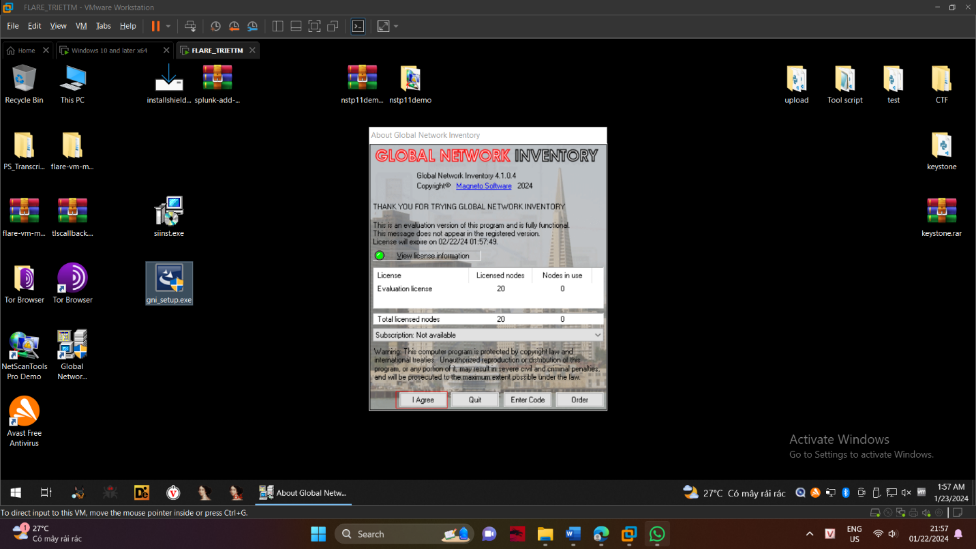 FLARE_TRIETTM - VMware Workstation
File Edit View VM Tabs Help
Home Windows 10 and later x64 FLARE_TRIETTM
Recycle Bin This PC installshield... splunk-add-... nstp11dem... nstp11demo upload Tool script test CTF
About Global Network Inventory
GLOBAL NETWORK INVENTORY
Global Network Inventory 4.1.0.4
Copyright© Magneto Software 2024
THANK YOU FOR TRYING GLOBAL NETWORK INVENTORY
This is an evaluation version of this program and is fully functional.
This message does not appear in the registered version.
License will expire on 02/22/24 01:57:49.
View license information
License Licensed nodes Nodes in use
Evaluation license 20 0
Total licensed nodes 20 0
Subscription: Not available
Warning: This computer program is protected by copyright law and
international treaties. Unauthorized reproduction or distribution of this
program, or any portion of it, may result in severe civil and criminal penalties,
and will be prosecuted to the maximum extent possible under the law.
I Agree Quit Enter Code Order
PS_Transcri... flare-vm-m... keystone
flare-vm-m... tlscallback... siinst.exe keystone.rar
Tor Browser Tor Browser gni_setup.exe
NetScanTools
Pro Demo
Global
Networ...
Avast Free
Antivirus
Activate Windows
Go to Settings to activate Windows.
About Global Netw...
27°C Có mây rải rác
1:57 AM
1/23/2024
To direct input to this VM, move the mouse pointer inside or press Ctrl+G.
27°C
Có mây rải rác
Search
ENG
US
21:57
01/22/2024